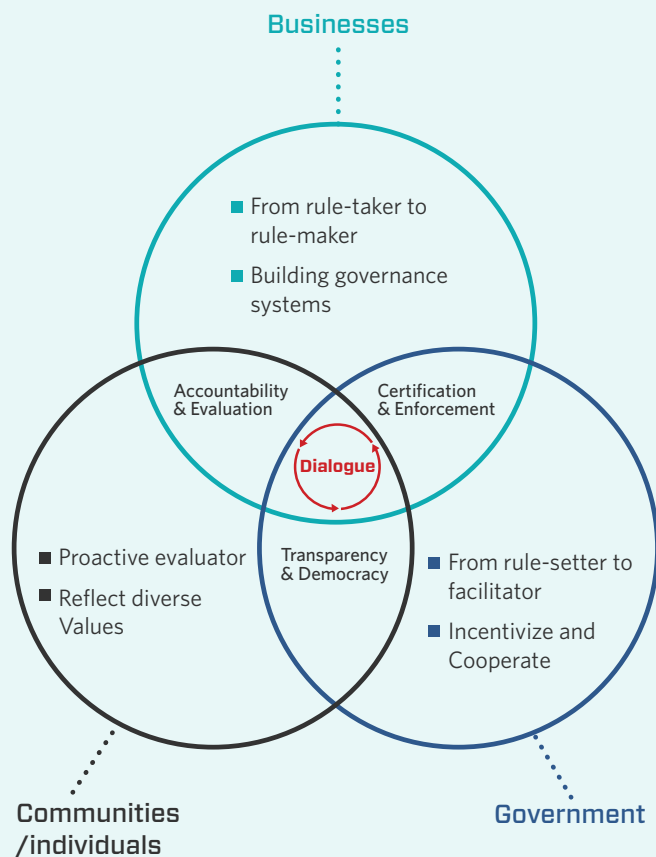 Businesses
From rule-taker to
rule-maker
Building governance
systems
Accountability
& Evaluation
Certification
& Enforcement
Dialogue
Proactive evaluator
Reflect diverse
Values
Transparency
& Democracy
From rule-setter to
facilitator
Incentivize and
Cooperate
Communities
/individuals
Government